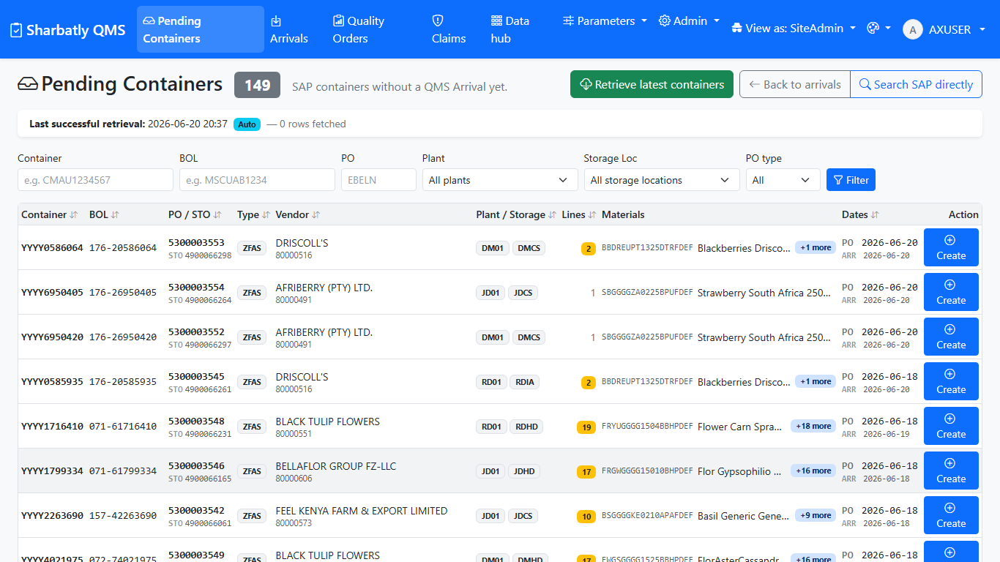 Sharbatly QMS
Pending Containers
Arrivals
Quality Orders
Claims
Data hub
Parameters
Admin
View as: SiteAdmin
A AXUSER
Pending Containers 149 SAP containers without a QMS Arrival yet.
Retrieve latest containers
Back to arrivals
Search SAP directly
Last successful retrieval: 2026-06-20 20:37 Auto — 0 rows fetched
Container BOL PO Plant Storage Loc PO type
e.g. CMAU1234567 e.g. MSCUAB1234 EBELN All plants All storage locations All Filter
Container BOL PO / STO Type Vendor Plant / Storage Lines Materials Dates Action
YYYY0586064 176-20586064 5300003553 ZFAS DRISCOLL'S DM01 DMCS 2 BBDREUPT1325DTRFDEF Blackberries Drisco... +1 more PO 2026-06-20 Create
STO 4900066298 80000516 ARR 2026-06-20
YYYY6950405 176-26950405 5300003554 ZFAS AFRIBERRY (PTY) LTD. JD01 JDCS 1 SBGGGGZA0225BPUFDEF Strawberry South Africa 250... PO 2026-06-20 Create
STO 4900066264 80000491 ARR 2026-06-20
YYYY6950420 176-26950420 5300003552 ZFAS AFRIBERRY (PTY) LTD. DM01 DMCS 1 SBGGGGZA0225BPUFDEF Strawberry South Africa 250... PO 2026-06-20 Create
STO 4900066297 80000491 ARR 2026-06-20
YYYY0585935 176-20585935 5300003545 ZFAS DRISCOLL'S RD01 RDIA 2 BBDREUPT1325DTRFDEF Blackberries Drisco... +1 more PO 2026-06-18 Create
STO 4900066261 80000516 ARR 2026-06-20
YYYY1716410 071-61716410 5300003548 ZFAS BLACK TULIP FLOWERS RD01 RDHD 19 FRYUGGGG1504BBHPDEF Flower Carn Spra... +18 more PO 2026-06-18 Create
STO 4900066231 80000551 ARR 2026-06-19
YYYY1799334 071-61799334 5300003546 ZFAS BELLAFLOR GROUP FZ-LLC JD01 JDHD 17 FRGWGGGG15010BHPDEF Flor Gypsophilio ... +16 more PO 2026-06-18 Create
STO 4900066165 80000606 ARR 2026-06-18
YYYY2263690 157-42263690 5300003542 ZFAS FEEL KENYA FARM & EXPORT LIMITED JD01 JDCS 10 BSGGGGKE0210APAFDEF Basil Generic Gene... +9 more PO 2026-06-18 Create
STO 4900066061 80000573 ARR 2026-06-18
YYYY4021975 072-74021975 5300003549 ZFAS BLACK TULIP FLOWERS DM01 DMHD 17 FWGSGGGG1525BBHPDEF FlorAsterCassandr... +16 more PO 2026-06-18